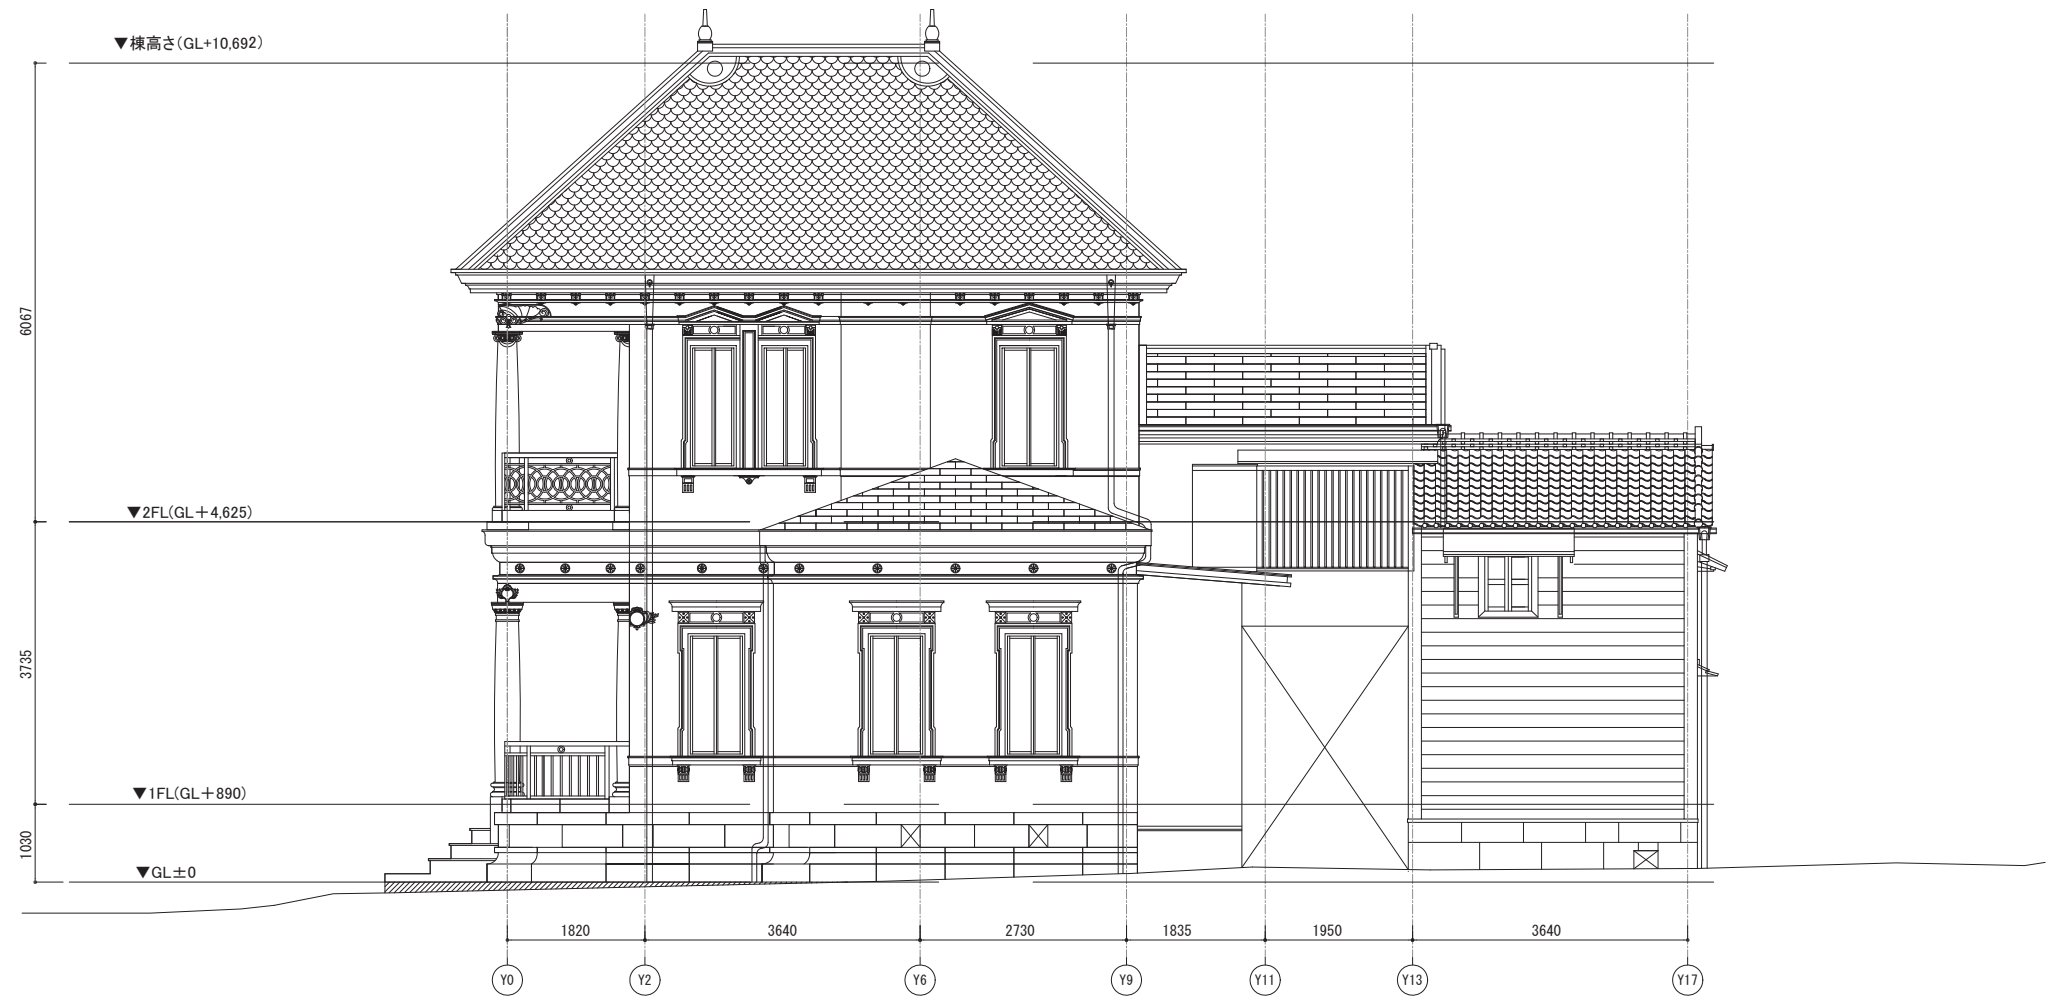 ▼棟高さ(GL+10,692)
6067
▼2FL(GL＋4,625)
3735
▼1FL(GL＋890)
1030
▼GL±0
1820 3640 2730 1835 1950 3640
Y0 Y2 Y6 Y9 Y11 Y13 Y17